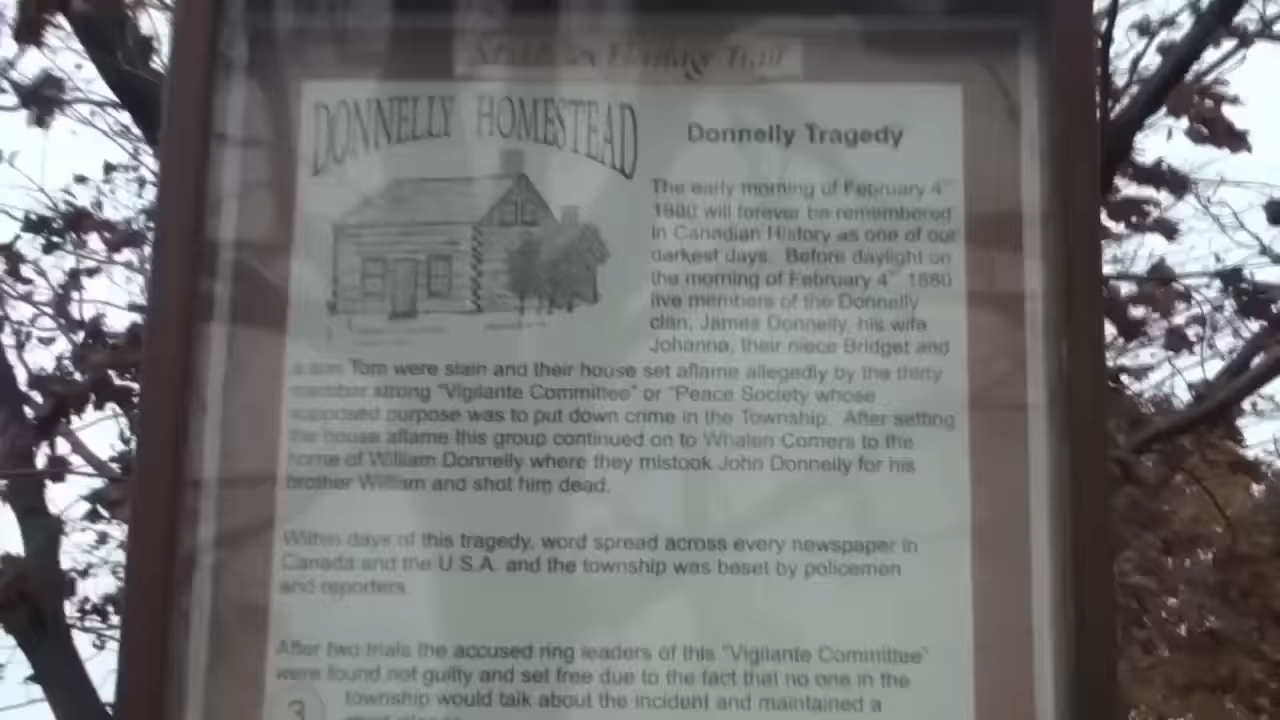 Heritage Trail
DONNELLY HOMESTEAD
Donnelly Tragedy
The early morning of February 4th
1880 will forever be remembered
in Canadian History as one of our
darkest days. Before daylight on
the morning of February 4th 1880
five members of the Donnelly
clan, James Donnelly, his wife
Johanna, their niece Bridget and
a son Tom were slain and their house set aflame allegedly by the thirty
member strong "Vigilante Committee" or "Peace Society whose
supposed purpose was to put down crime in the Township. After setting
the house aflame this group continued on to Whalen Corners to the
home of William Donnelly where they mistook John Donnelly for his
brother William and shot him dead.
Within days of this tragedy, word spread across every newspaper in
Canada and the U.S.A. and the township was beset by policemen
and reporters.
After two trials the accused ring leaders of this "Vigilante Committee"
were found not guilty and set free due to the fact that no one in the
township would talk about the incident and maintained a
3